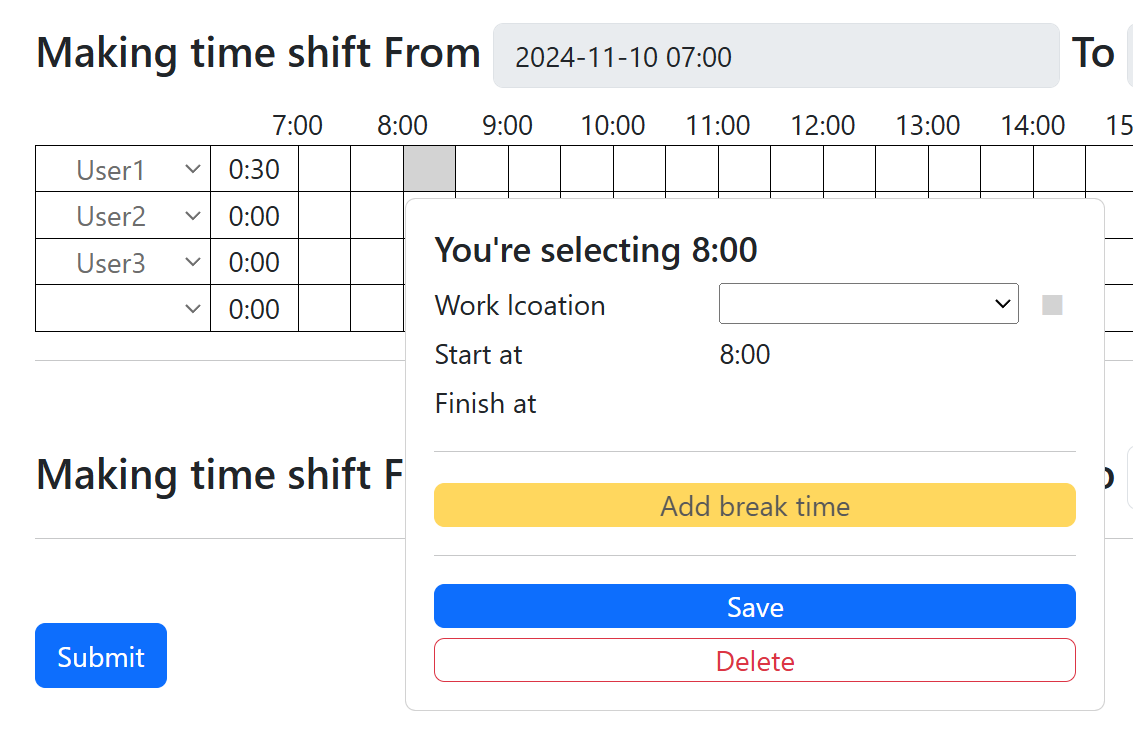 Making time shift From 2024-11-10 07:00 To
7:00 8:00 9:00 10:00 11:00 12:00 13:00 14:00 15
User1 0:30
User2 0:00
User3 0:00
0:00
You're selecting 8:00
Work lcoation
Start at 8:00
Finish at
Making time shift F
Add break time
Save
Submit
Delete